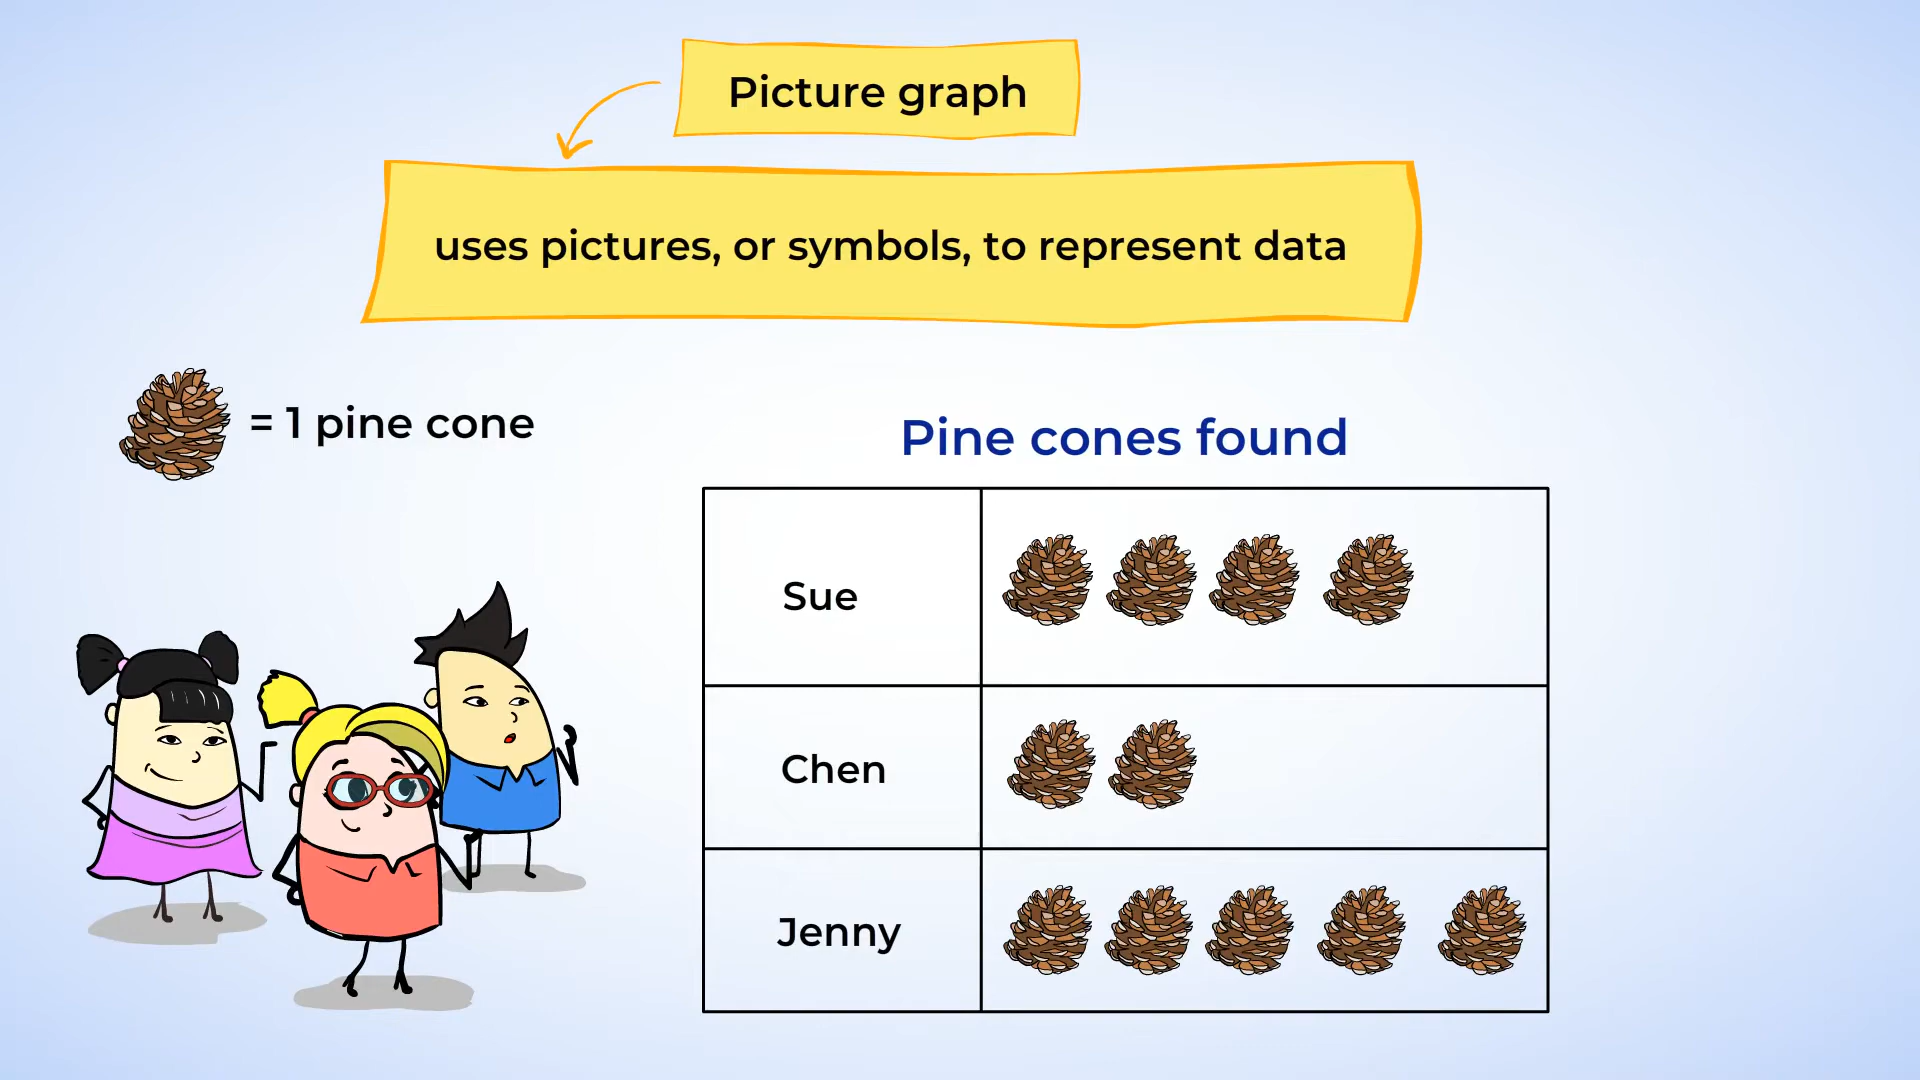 Picture graph
uses pictures, or symbols, to represent data
= 1 pine cone
Pine cones found
Sue
Chen
Jenny